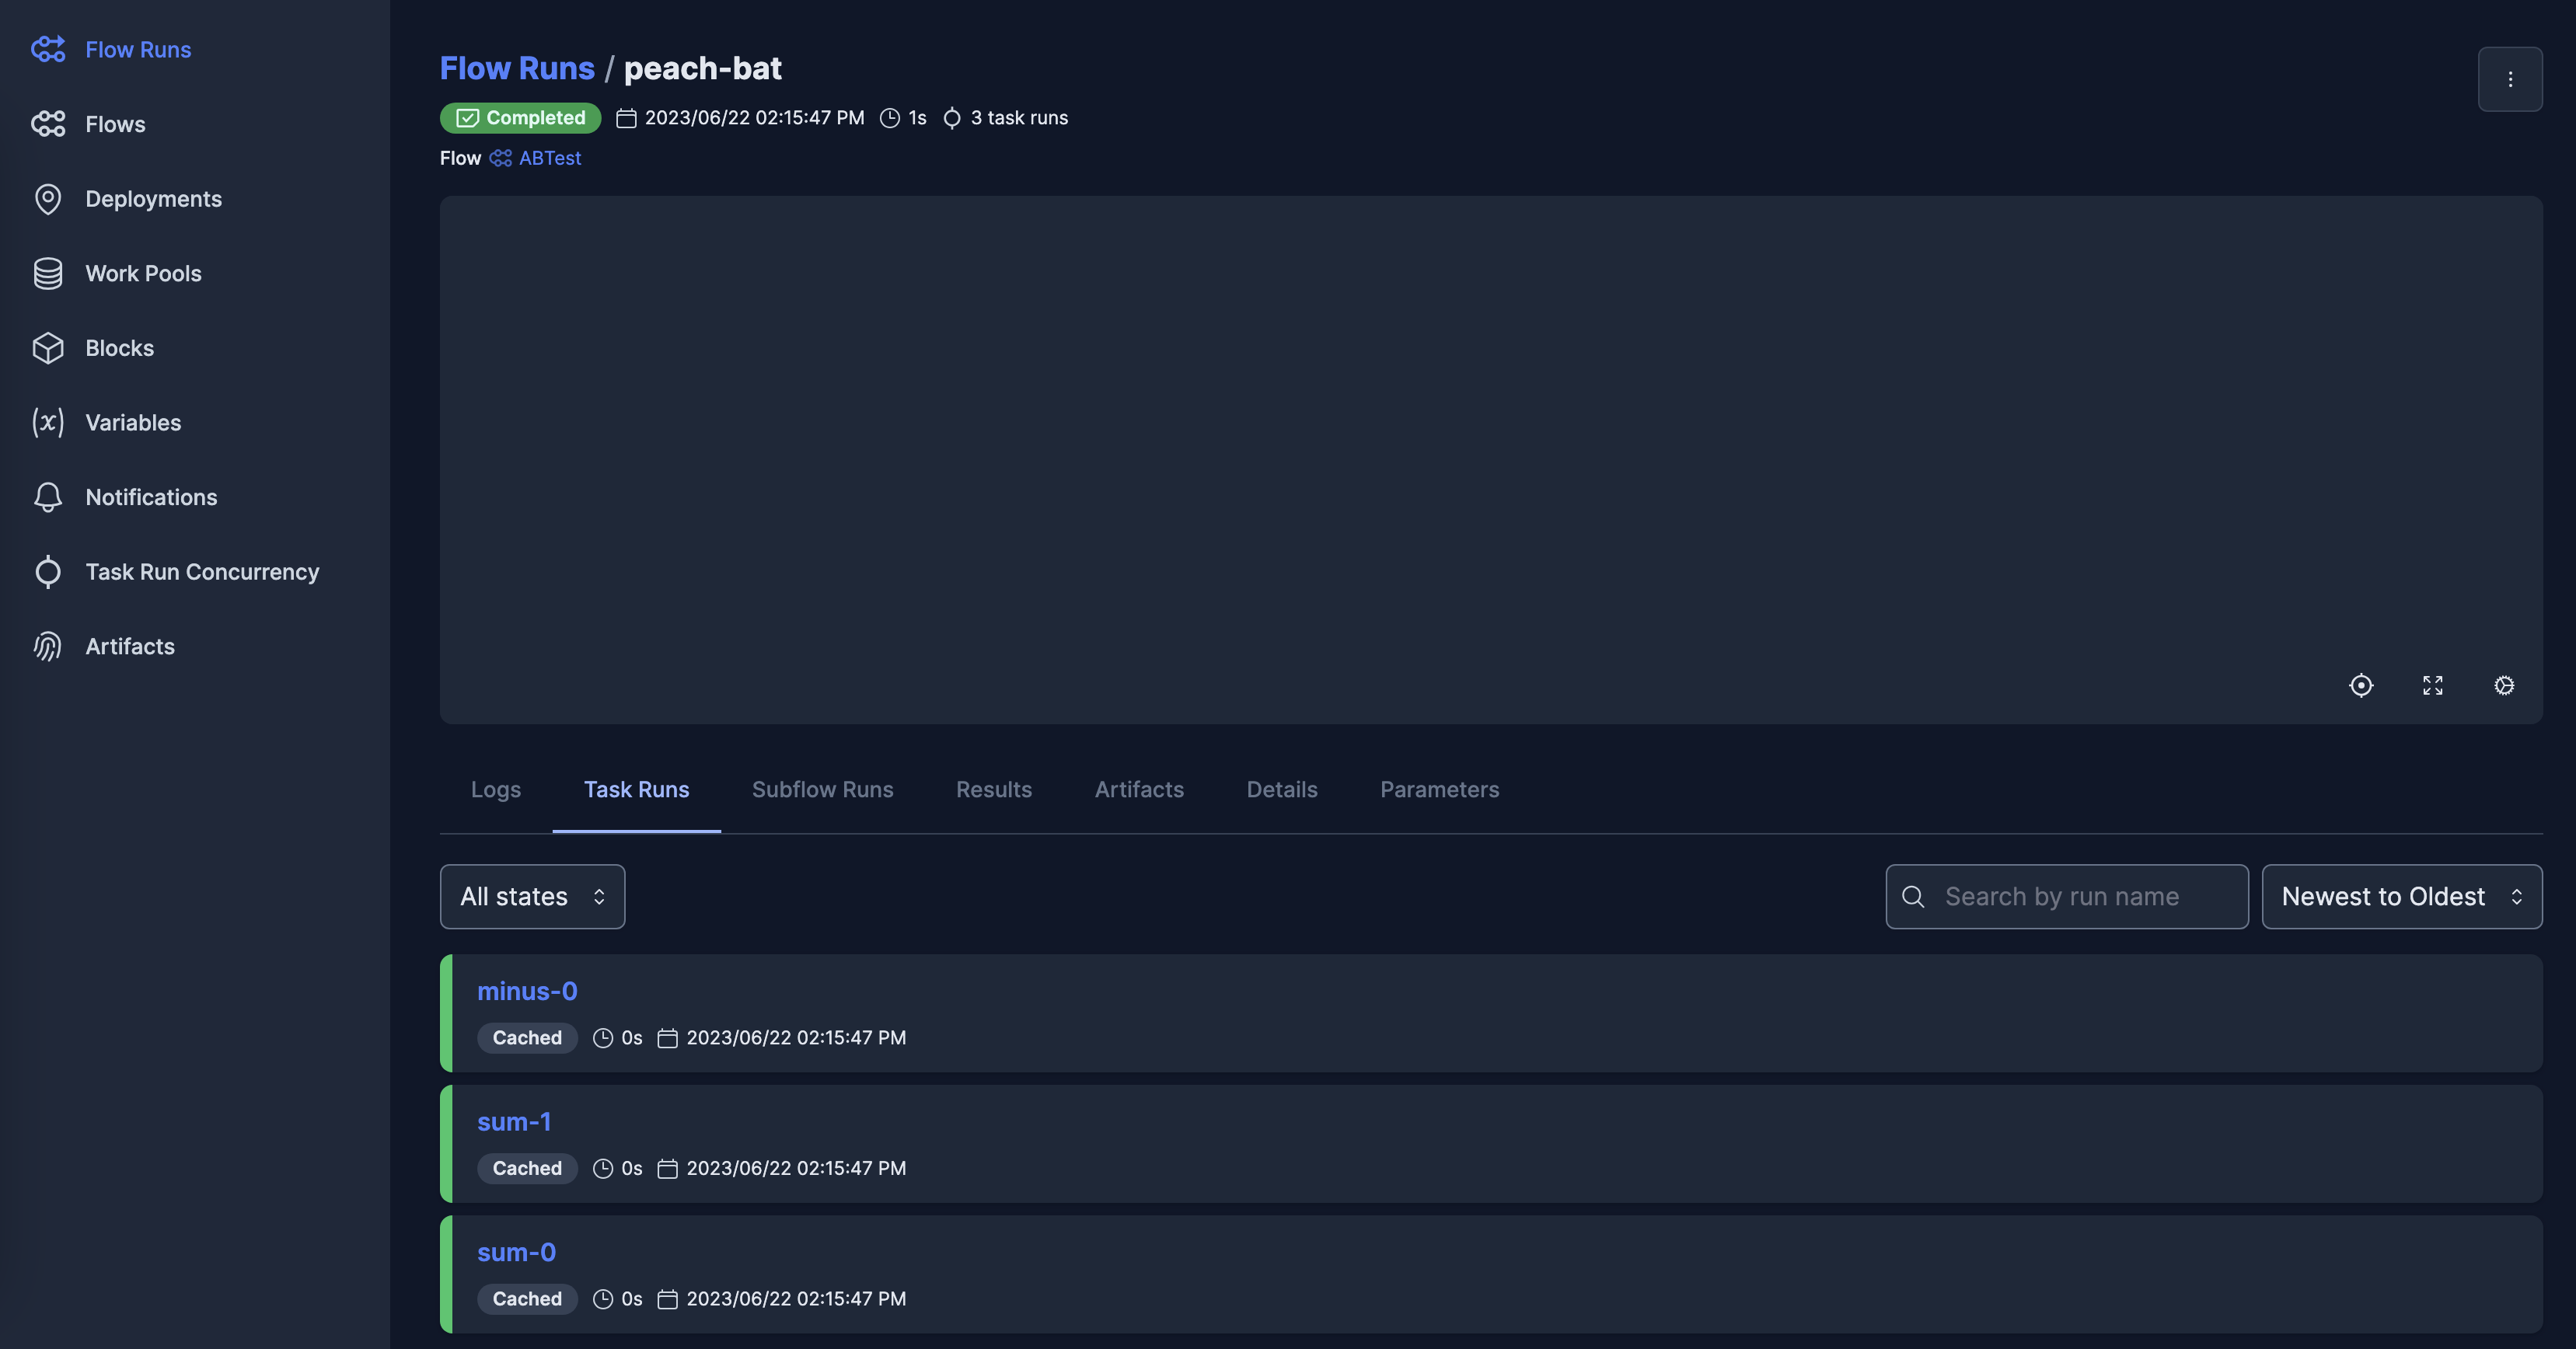 Flow Runs
Flows
Deployments
Work Pools
Blocks
(x) Variables
Notifications
Task Run Concurrency
Artifacts
Flow Runs / peach-bat
Completed 2023/06/22 02:15:47 PM 1s 3 task runs
Flow ABTest
Logs Task Runs Subflow Runs Results Artifacts Details Parameters
All states Search by run name Newest to Oldest
minus-0
Cached 0s 2023/06/22 02:15:47 PM
sum-1
Cached 0s 2023/06/22 02:15:47 PM
sum-0
Cached 0s 2023/06/22 02:15:47 PM